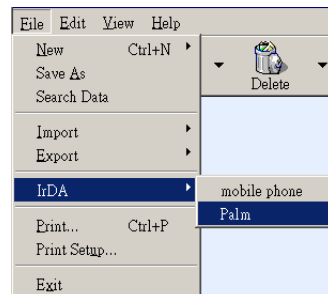 File Edit View Help
New Ctrl+N
Save As
Search Data
Delete
Import
Export
IrDA
mobile phone
Palm
Print... Ctrl+P
Print Setup...
Exit